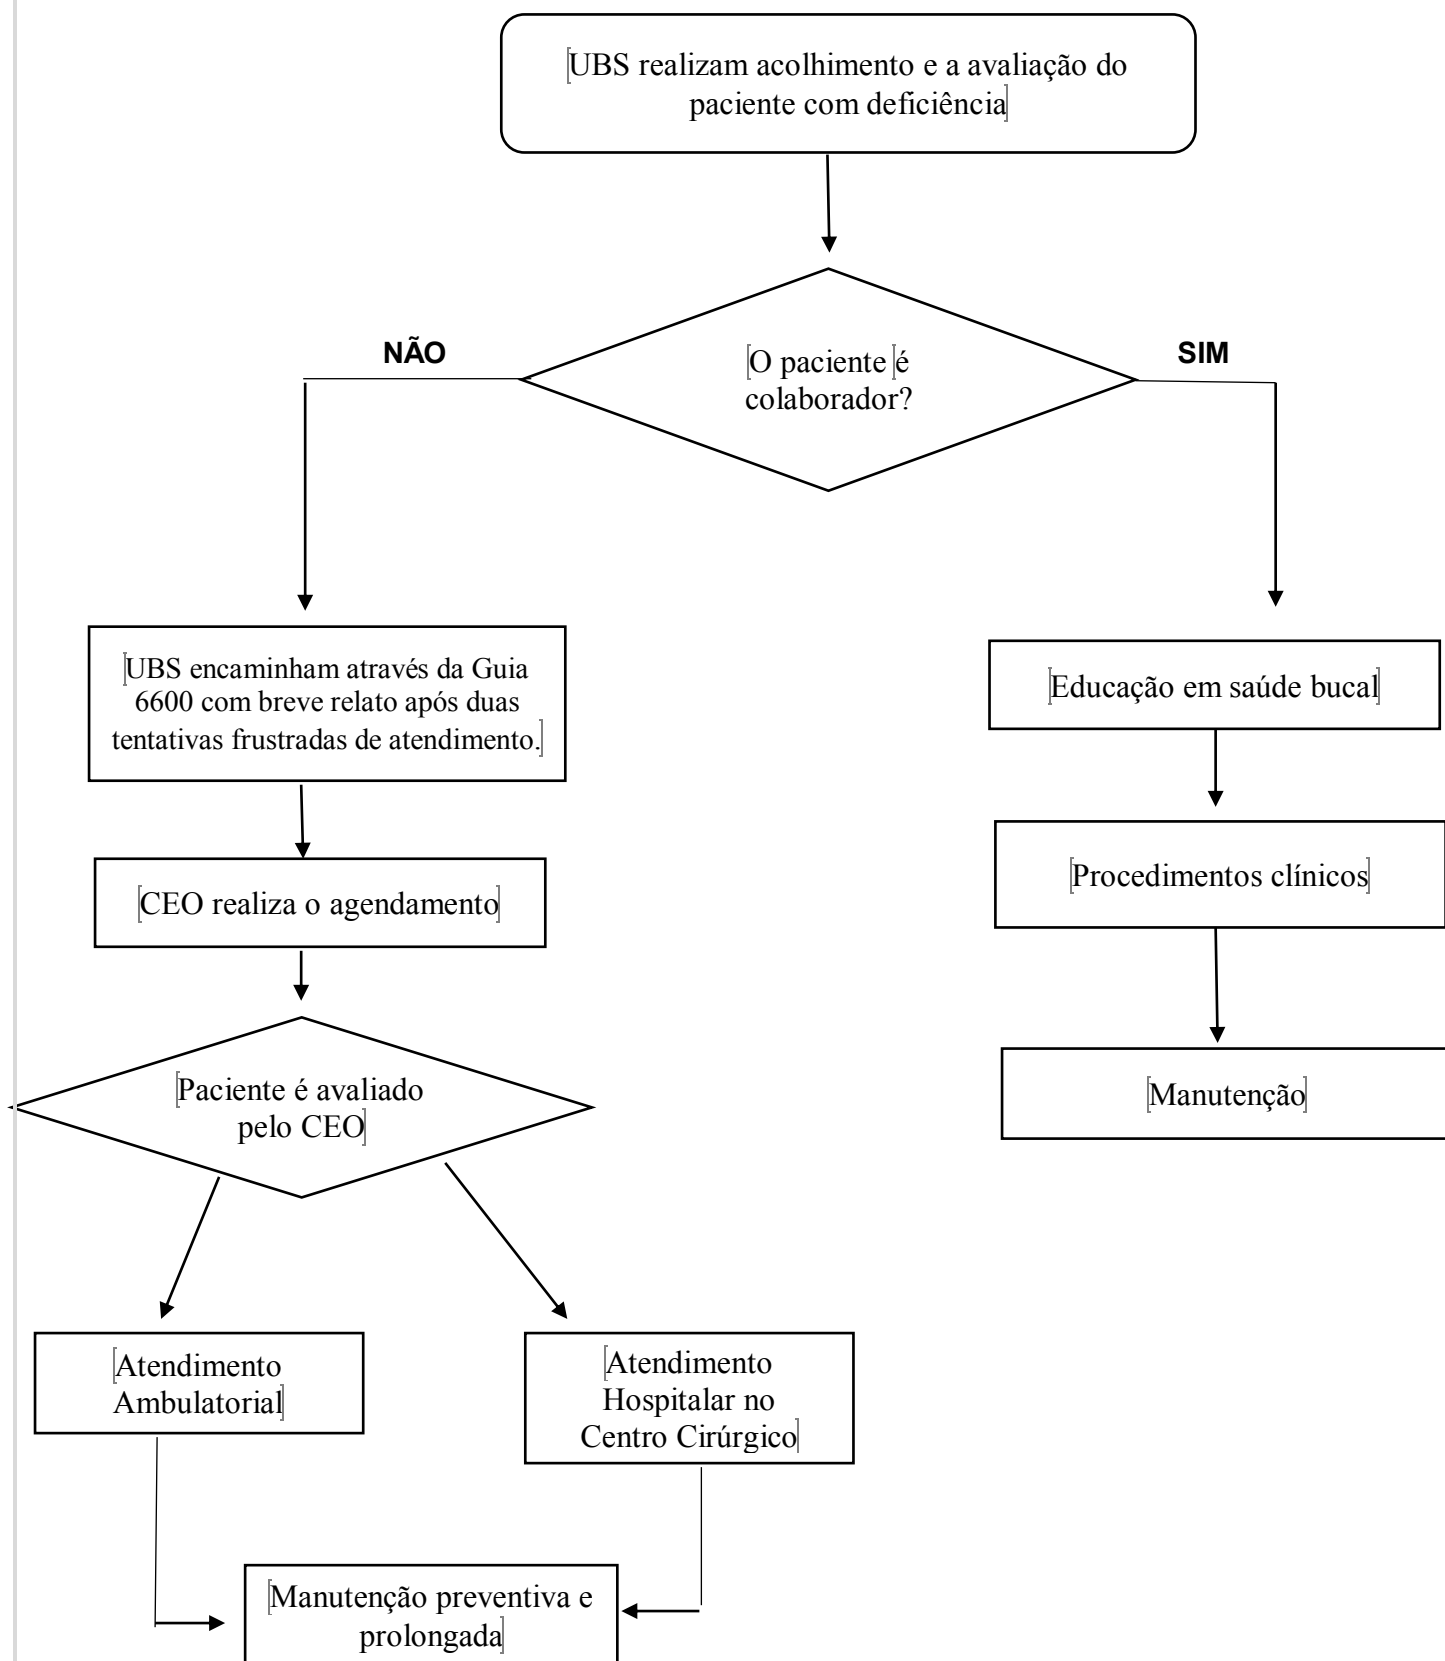 UBS realizam acolhimento e a avaliação do
paciente com deficiência
NÃO
SIM
O paciente é
colaborador?
UBS encaminham através da Guia
6600 com breve relato após duas
tentativas frustradas de atendimento.
Educação em saúde bucal
Procedimentos clínicos
CEO realiza o agendamento
Manutenção
Paciente é avaliado
pelo CEO
Atendimento
Ambulatorial
Atendimento
Hospitalar no
Centro Cirúrgico
Manutenção preventiva e
prolongada